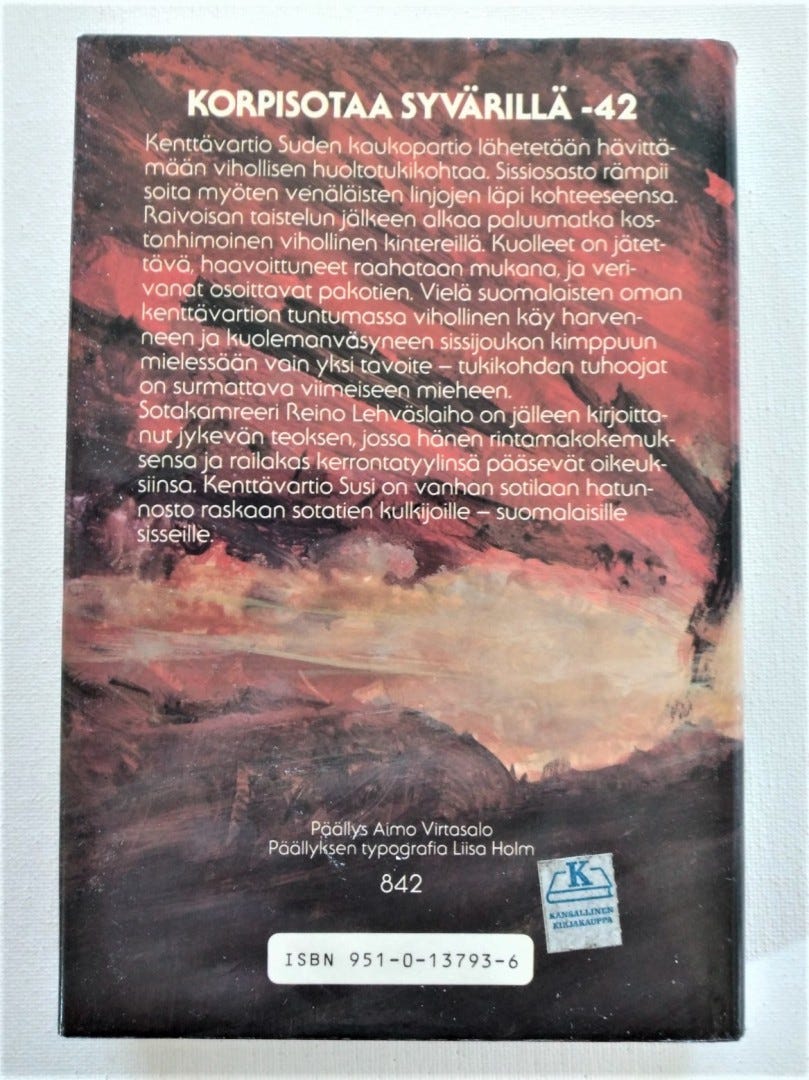 KORPISOTAA SYVÄRILLÄ -42
Kenttävartio Suden kaukopartio lähetetään hävittä-
mään vihollisen huoltotukikohtaa. Sissiosasto rämpii
soita myöten venäläisten linjojen läpi kohteeseensa.
Raivoisan taistelun jälkeen alkaa paluumatka kos-
tonhimoinen vihollinen kintereillä. Kuolleet on jätet-
tävä, haavoittuneet raahataan mukana, ja veri-
vanat osoittavat pakotien. Vielä suomalaisten oman
kenttävartion tuntumassa vihollinen käy harven-
neen ja kuolemanväsyneen sissijoukon kimppuun
mielessään vain yksi tavoite – tukikohdan tuhoojat
on surmattava viimeiseen mieheen.
Sotakamreeri Reino Lehväslaiho on jälleen kirjoitta-
nut jykevän teoksen, jossa hänen rintamakokemuk-
sensa ja railakas kerrontatyylinsä pääsevät oikeuk-
siinsa. Kenttävartio Susi on vanhan sotilaan hatun-
nosto raskaan sotatien kulkijoille – suomalaisille
sisseille.
Päällys Aimo Virtasalo
Päällyksen typografia Liisa Holm
842
K
KANSALLINEN
KIRJAKAUPPA
ISBN 951-0-13793-6